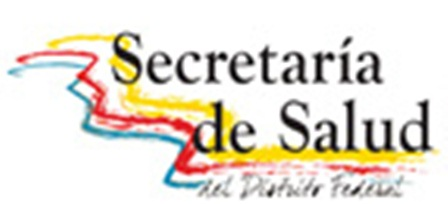 Secretaría
de Salud
del Distrito Federal